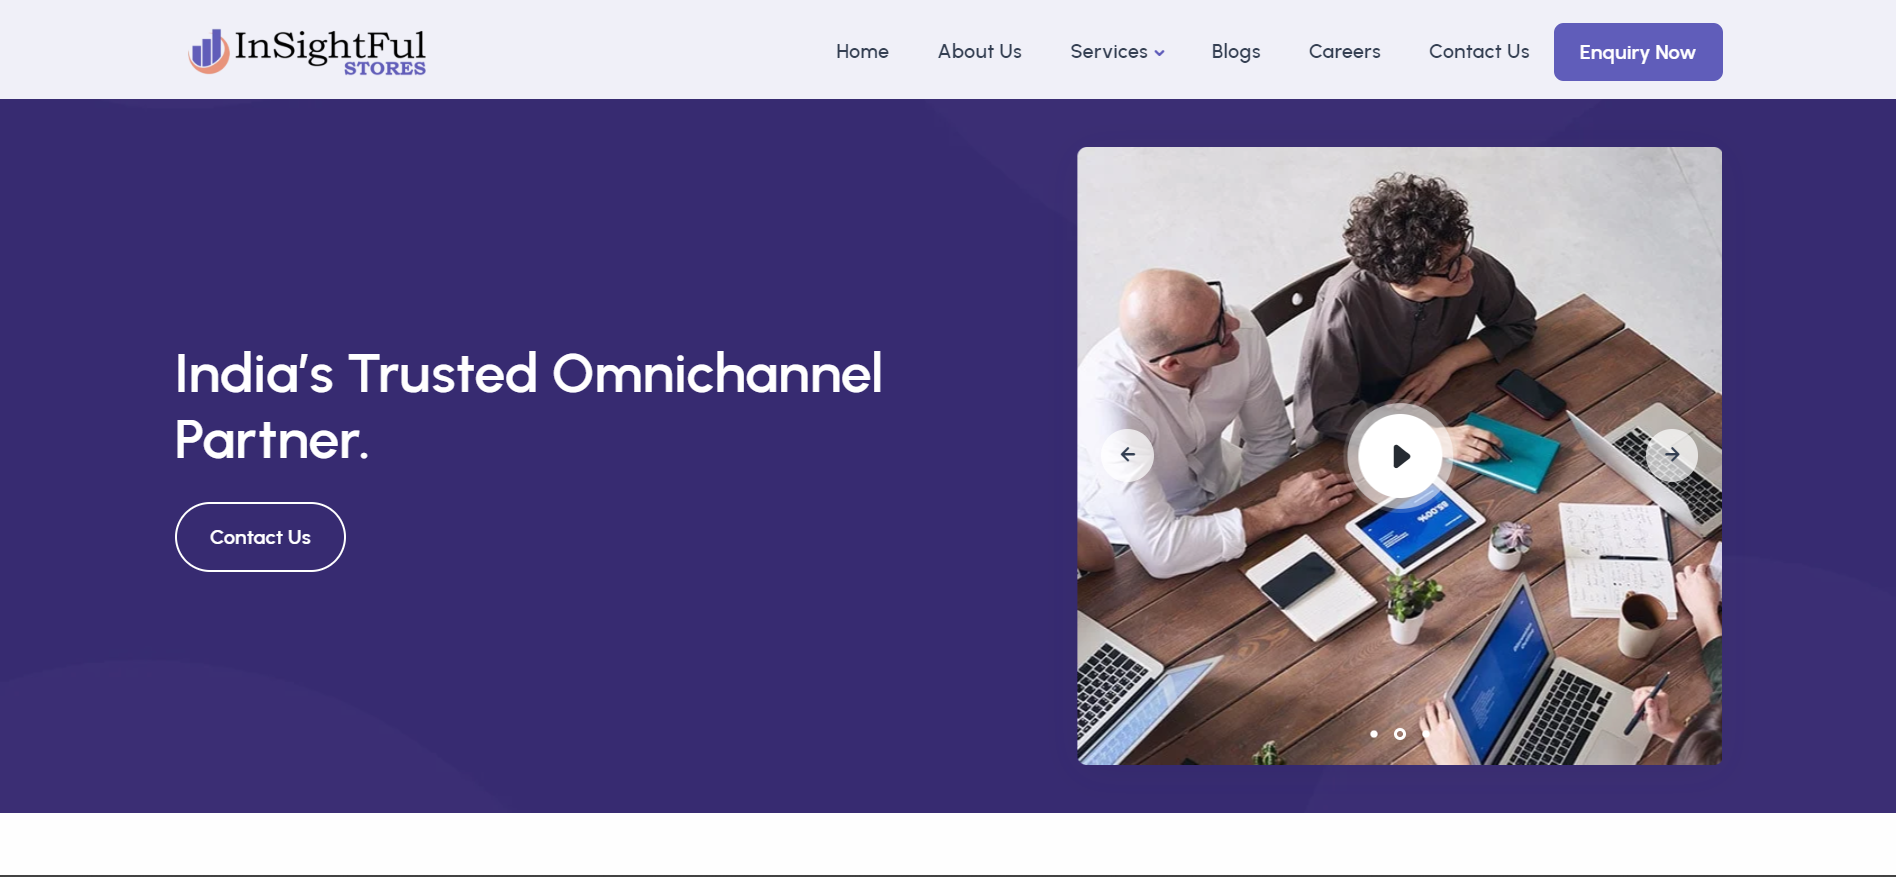 InSightFul
STORES
Home
About Us
Services
Blogs
Careers
Contact Us
Enquiry Now
India's Trusted Omnichannel
Partner.
Contact Us